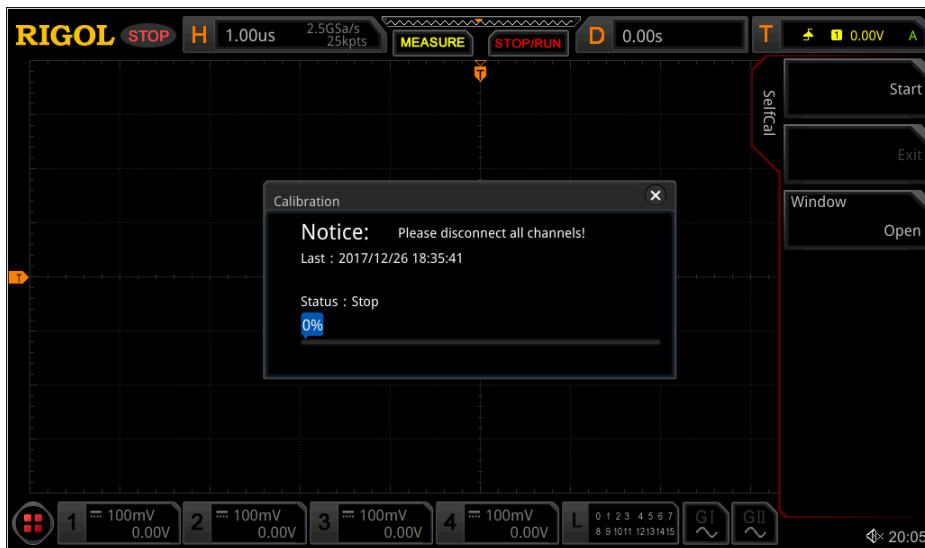 RIGOL STOP H 1.00us 2.5GSa/s 25kpts MEASURE STOP/RUN D 0.00s T 1 0.00V A
T
SelfCal
Start
Exit
Window
Open
T
Calibration
Notice: Please disconnect all channels!
Last : 2017/12/26 18:35:41
Status : Stop
0%
1 100mV 0.00V 2 100mV 0.00V 3 100mV 0.00V 4 100mV 0.00V L 0 1 2 3 4 5 6 7 GI GII
8 9 10 11 12 13 14 15
20:05